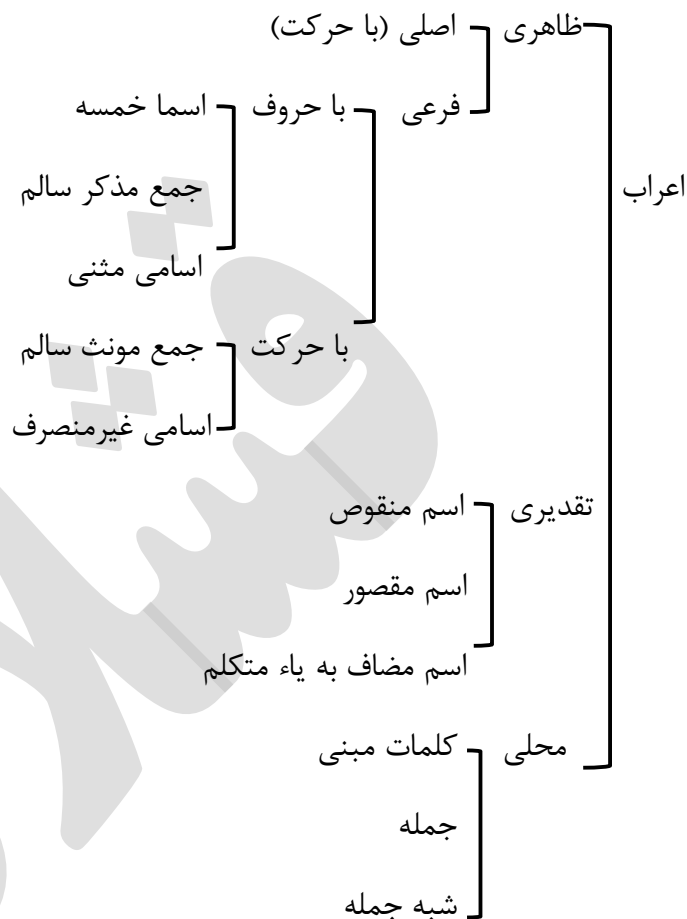 ظاهری اصلی (با حرکت)
فرعی با حروف اسما خمسه
اعراب جمع مذکر سالم
اسامی مثنی
با حرکت جمع مونث سالم
اسامی غیرمنصرف
تقدیری اسم منقوص
اسم مقصور
اسم مضاف به یاء متکلم
محلی کلمات مبنی
جمله
شبه جمله